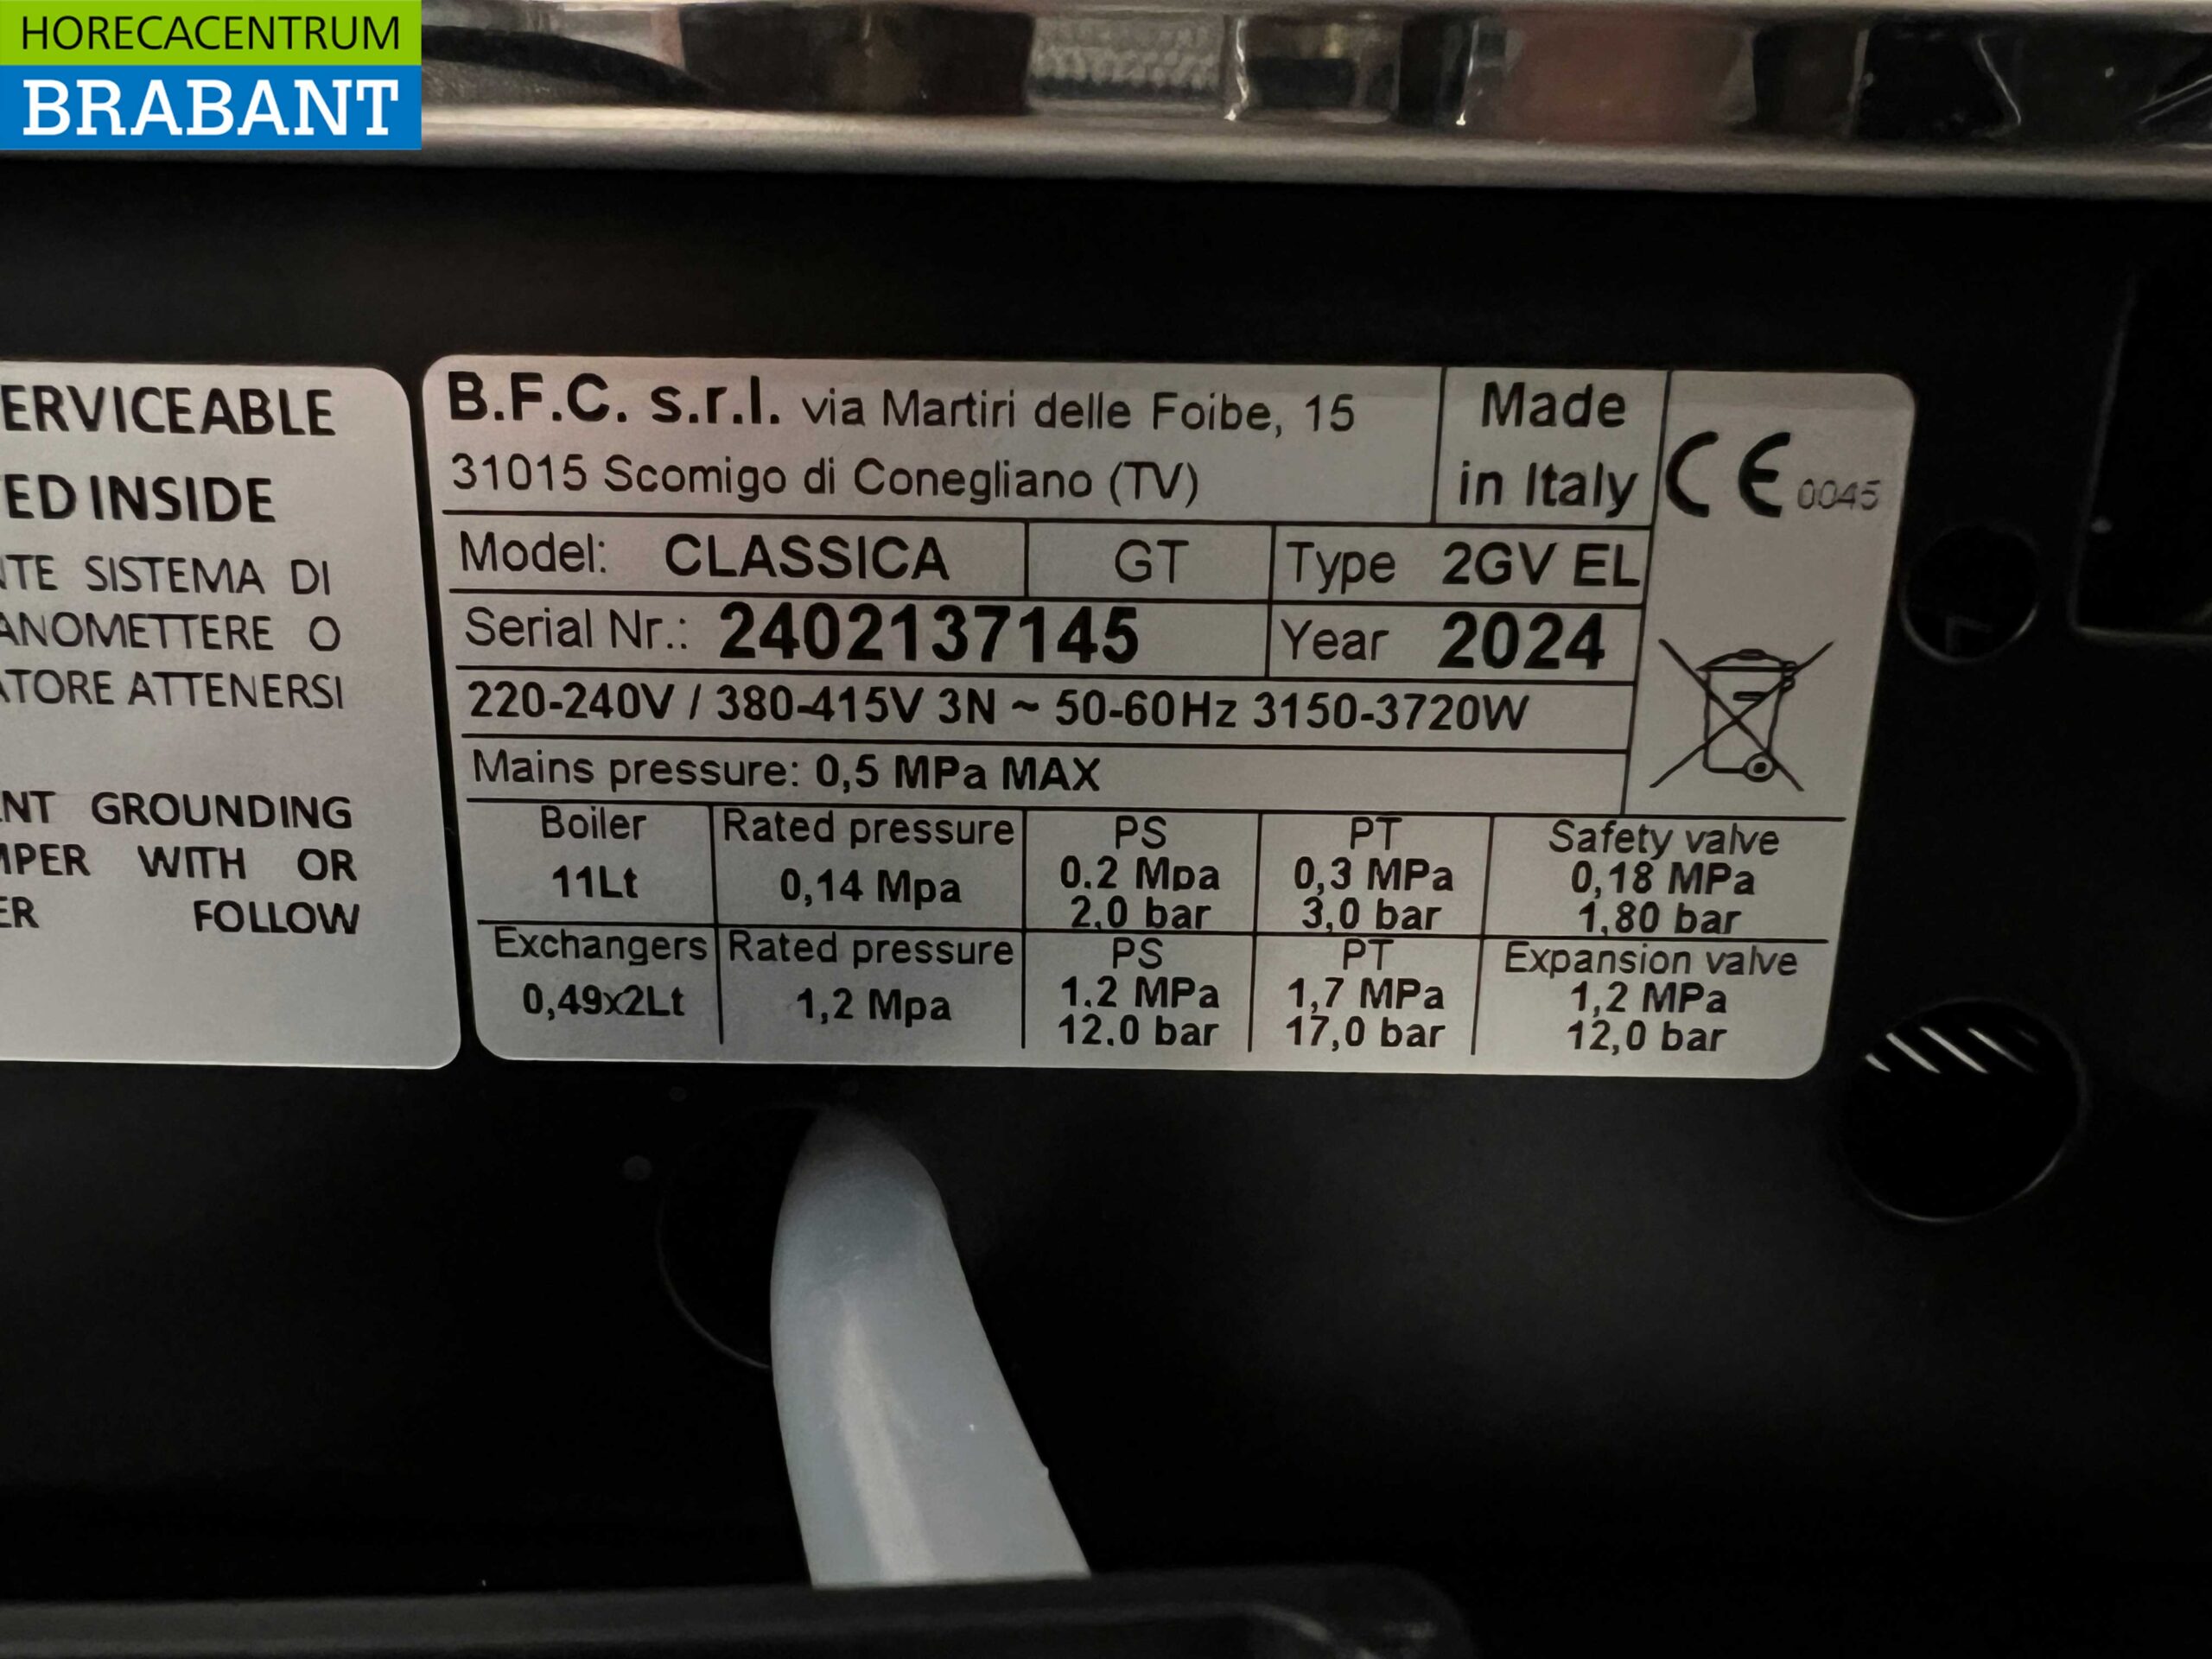 HORECACENTRUM
BRABANT
ERVICEABLE
ED INSIDE
NTE SISTEMA DI
ANOMETTERE O
ATORE ATTENERSI
NT GROUNDING
MPER WITH OR
ER FOLLOW
B.F.C. s.r.l. via Martiri delle Foibe, 15
31015 Scomigo di Conegliano (TV)
Made
in Italy
CE 0045
Model: CLASSICA GT Type 2GV EL
Serial Nr.: 2402137145 Year 2024
220-240V / 380-415V 3N ~ 50-60Hz 3150-3720W
Mains pressure: 0,5 MPa MAX
Boiler Rated pressure PS PT Safety valve
11Lt 0,14 Mpa 0.2 Mpa 0,3 MPa 0,18 MPa
2.0 bar 3,0 bar 1,80 bar
Exchangers Rated pressure PS PT Expansion valve
0,49x2Lt 1,2 Mpa 1.2 MPa 1,7 MPa 1,2 MPa
12.0 bar 17,0 bar 12,0 bar